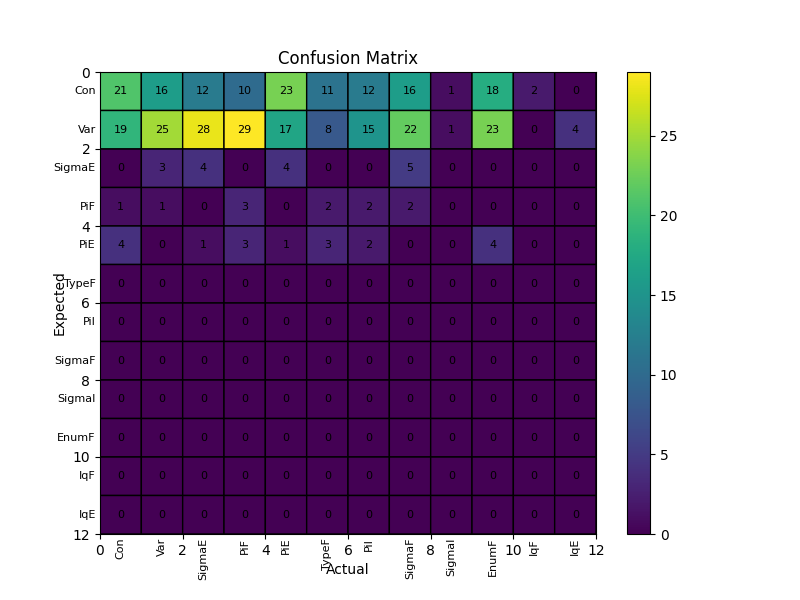 Confusion Matrix
0
Con 21 16 12 10 23 11 12 16 1 18 2 0
Var 19 25 28 29 17 8 15 22 1 23 0 4
2
SigmaE 0 3 4 0 4 0 0 5 0 0 0 0
PiF 1 1 0 3 0 2 2 2 0 0 0 0
4
PiE 4 0 1 3 1 3 2 0 0 4 0 0
TypeF 0 0 0 0 0 0 0 0 0 0 0 0
6
PiI 0 0 0 0 0 0 0 0 0 0 0 0
SigmaF 0 0 0 0 0 0 0 0 0 0 0 0
8
SigmaI 0 0 0 0 0 0 0 0 0 0 0 0
EnumF 0 0 0 0 0 0 0 0 0 0 0 0
10
IqF 0 0 0 0 0 0 0 0 0 0 0 0
IqE 0 0 0 0 0 0 0 0 0 0 0 0
12
Expected
0 2 4 6 8 10 12
Con Var SigmaE PiF PiE TypeF PiI SigmaF SigmaI EnumF IqF IqE
Actual
25
20
15
10
5
0